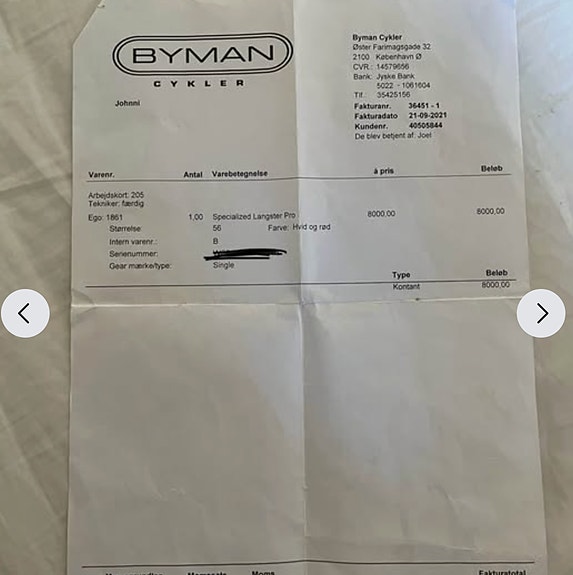 BYMAN
CYKLER
Johnni
Byman Cykler
Øster Farimagsgade 32
2100 København Ø
CVR.: 14579656
Bank: Jyske Bank
5022 - 1061604
Tlf.: 35425156
Fakturanr. 36451 - 1
Fakturadato 21-09-2021
Kundenr. 40505844
De blev betjent af: Joel
Varenr. Antal Varebetegnelse à pris Beløb
Arbejdskort: 205
Tekniker: færdig
Ego: 1861 1,00 Specialized Langster Pro 8000,00 8000,00
Størrelse: 56 Farve: Hvid og rød
Intern varenr.: B
Serienummer:
Gear mærke/type: Single
Type Beløb
Kontant 8000,00
Moms Fakturatotal